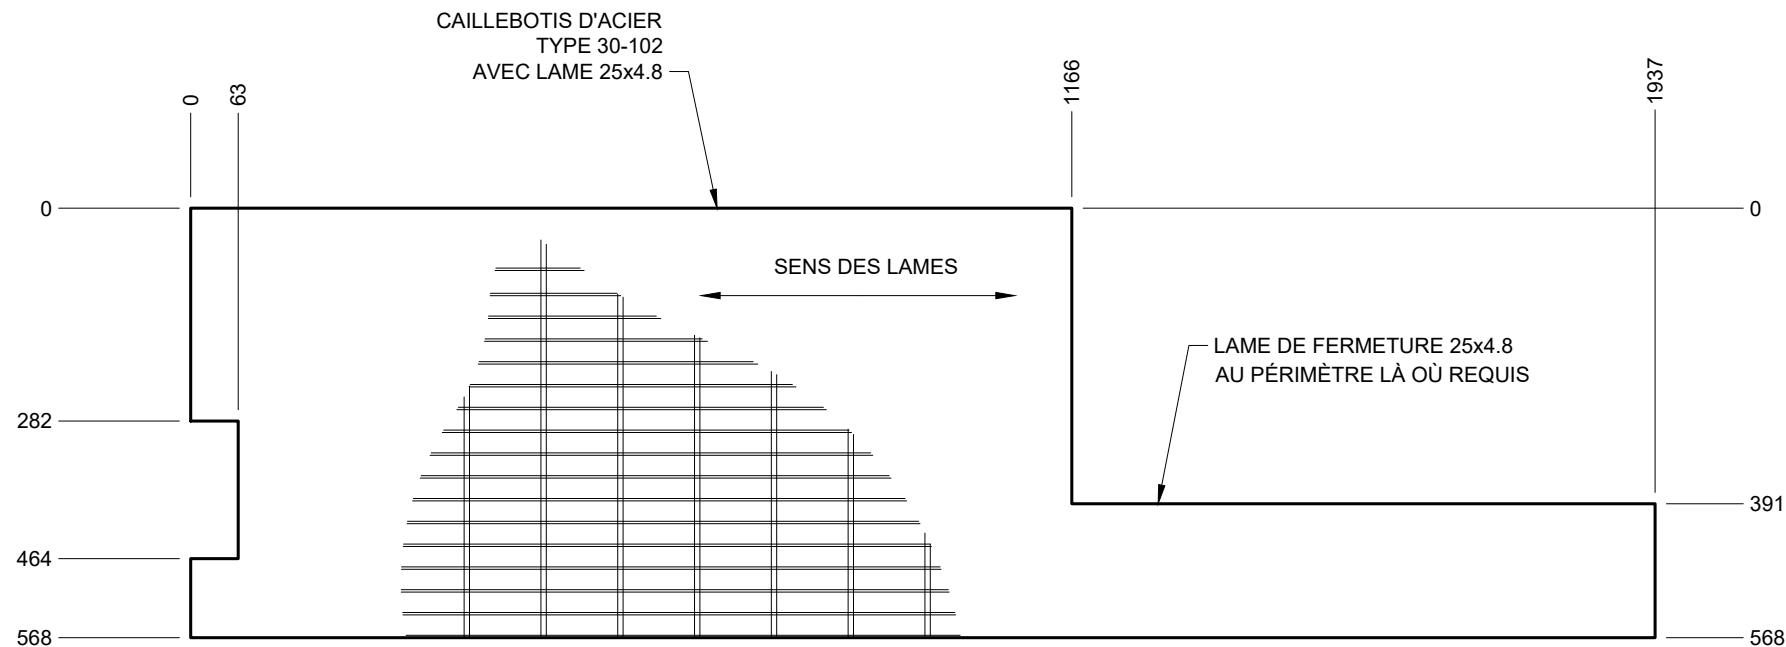 CAILLEBOTIS D'ACIER
TYPE 30-102
AVEC LAME 25x4.8
0
63
1166
1937
0
0
SENS DES LAMES
LAME DE FERMETURE 25x4.8
AU PÉRIMÈTRE LÀ OÙ REQUIS
282
391
464
568
568